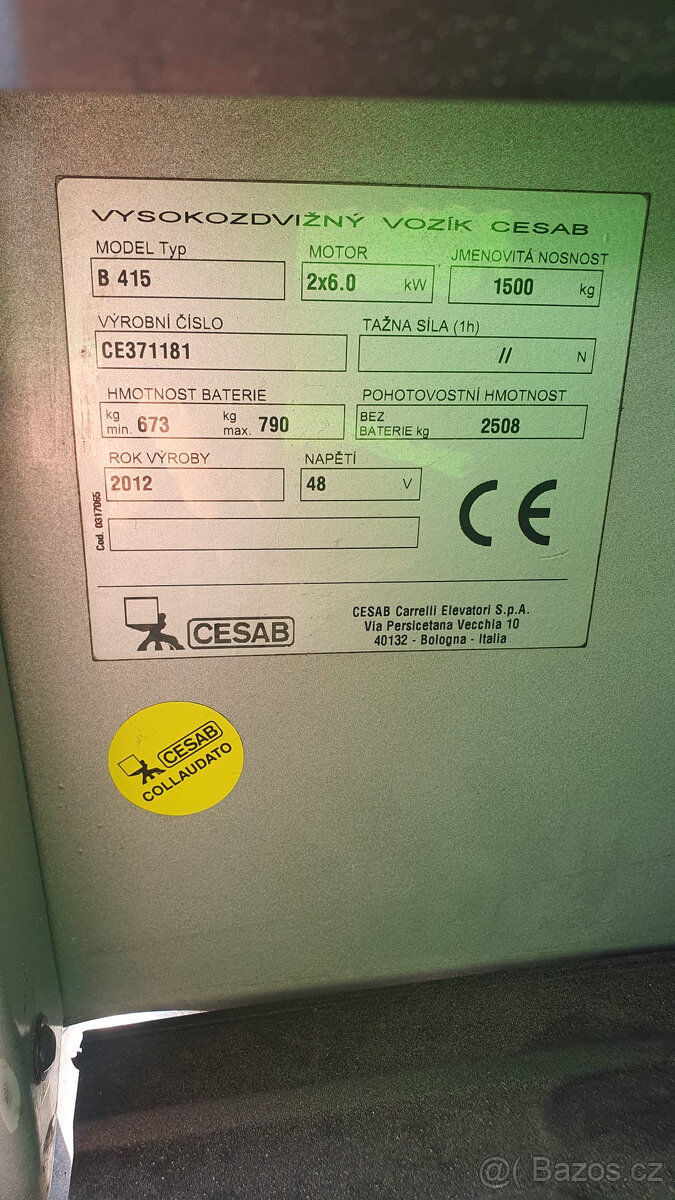 VYSOKOZDVIŽNÝ VOZÍK CESAB
MODEL Typ MOTOR JMENOVITÁ NOSNOST
B 415 2x6.0 kW 1500 kg
VÝROBNÍ ČÍSLO TAŽNA SÍLA (1h)
CE371181 // N
HMOTNOST BATERIE POHOTOVOSTNÍ HMOTNOST
kg min. 673 kg max. 790 BEZ BATERIE kg 2508
ROK VÝROBY NAPĚTÍ
2012 48 V
Cod. 0317065
CE
CESAB
CESAB Carrelli Elevatori S.p.A.
Via Persicetana Vecchia 10
40132 - Bologna - Italia
CESAB
COLLAUDATO
@( Bazos.cz